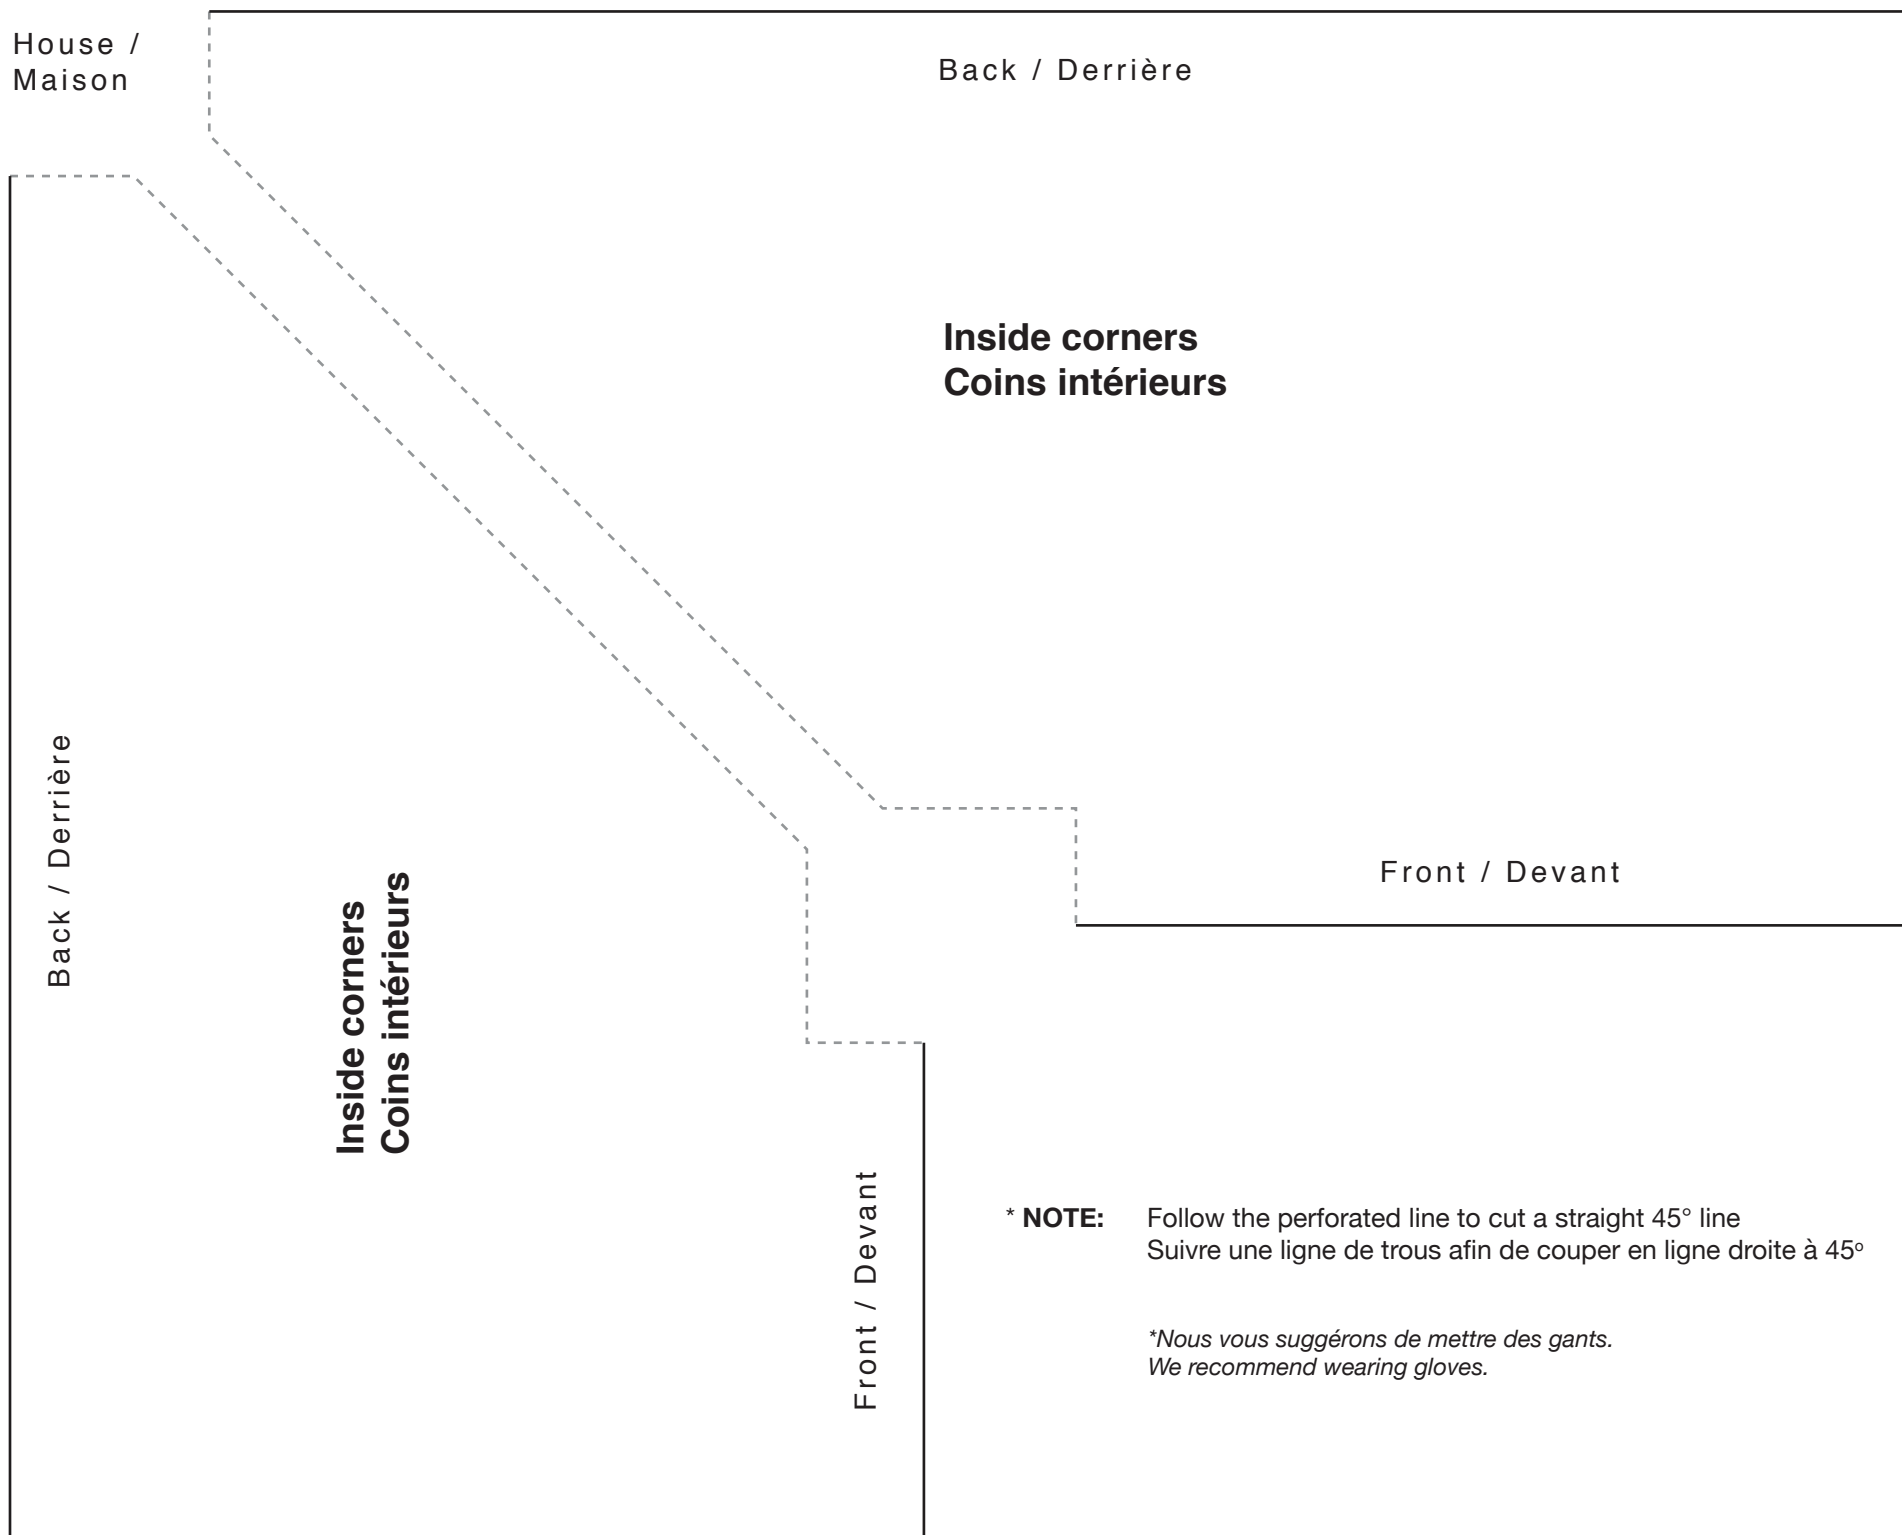 House /
Maison
Back / Derrière
Inside corners
Coins intérieurs
Back / Derrière
Inside corners
Coins intérieurs
Front / Devant
Front / Devant
* NOTE: Follow the perforated line to cut a straight 45° line
Suivre une ligne de trous afin de couper en ligne droite à 45º
*Nous vous suggérons de mettre des gants.
We recommend wearing gloves.